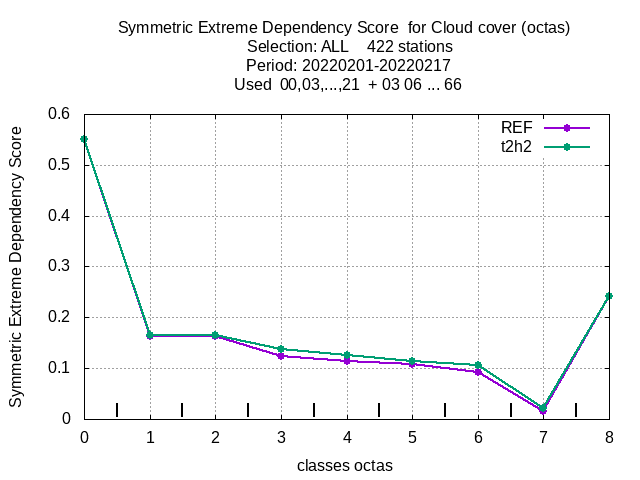 Symmetric Extreme Dependency Score for Cloud cover (octas)
Selection: ALL 422 stations
Period: 20220201-20220217
Used 00,03,...,21 + 03 06 ... 66
REF
t2h2
Symmetric Extreme Dependency Score
0.6
0.5
0.4
0.3
0.2
0.1
0
0 1 2 3 4 5 6 7 8
classes octas